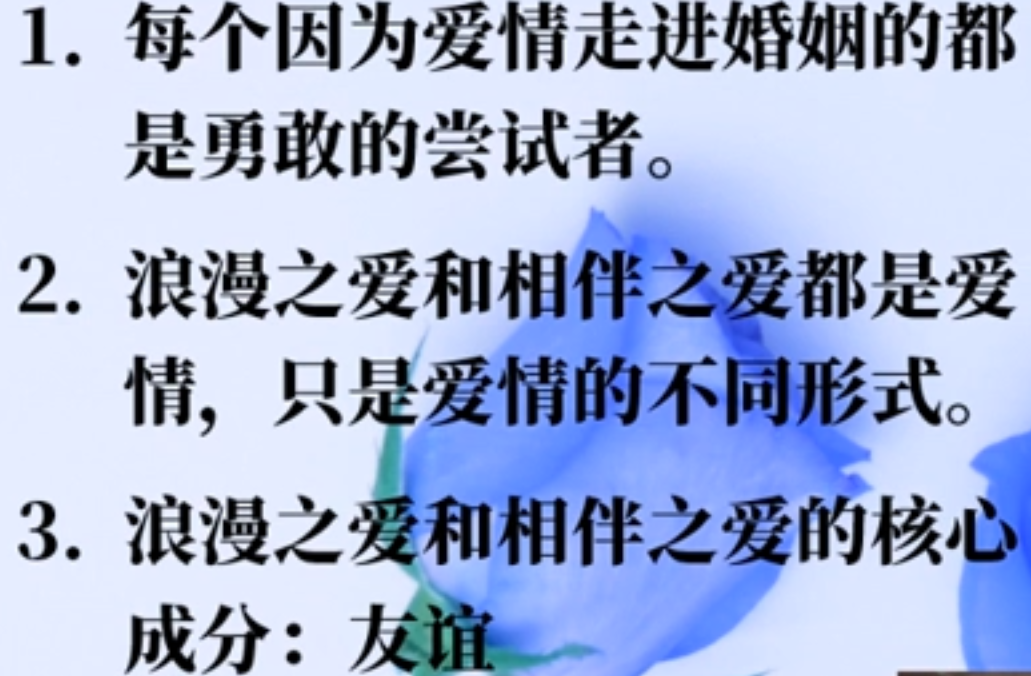 1. 每个因为爱情走进婚姻的都
是勇敢的尝试者。
2. 浪漫之爱和相伴之爱都是爱
情，只是爱情的不同形式。
3. 浪漫之爱和相伴之爱的核心
成分：友谊